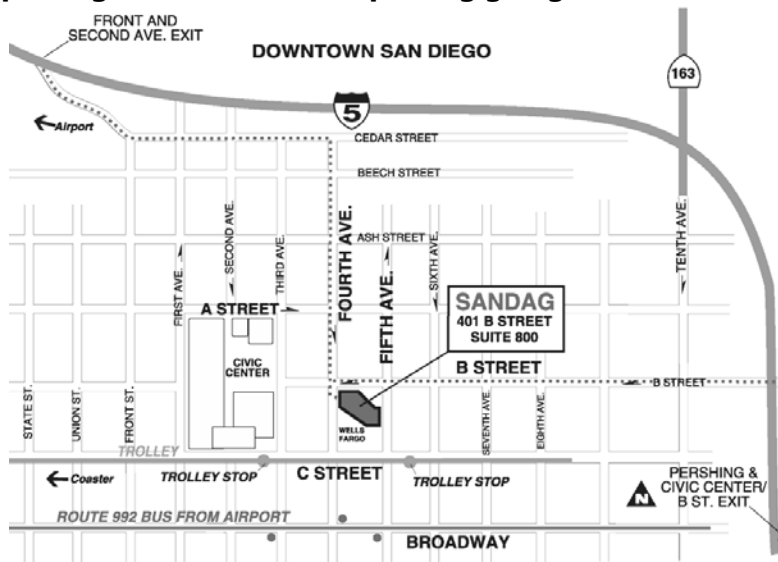 FRONT AND
SECOND AVE. EXIT
DOWNTOWN SAN DIEGO
163
5
Airport
CEDAR STREET
BEECH STREET
ASH STREET
FIRST AVE.
SECOND AVE.
THIRD AVE.
FOURTH AVE.
FIFTH AVE.
SIXTH AVE.
TENTH AVE.
A STREET
SANDAG
401 B STREET
SUITE 800
CIVIC
CENTER
B STREET
B STREET
STATE ST.
UNION ST.
FRONT ST.
WELLS
FARGO
SEVENTH AVE.
EIGHTH AVE.
TROLLEY
Coaster
TROLLEY STOP
C STREET
TROLLEY STOP
PERSHING &
CIVIC CENTER/
B ST. EXIT
N
ROUTE 992 BUS FROM AIRPORT
BROADWAY